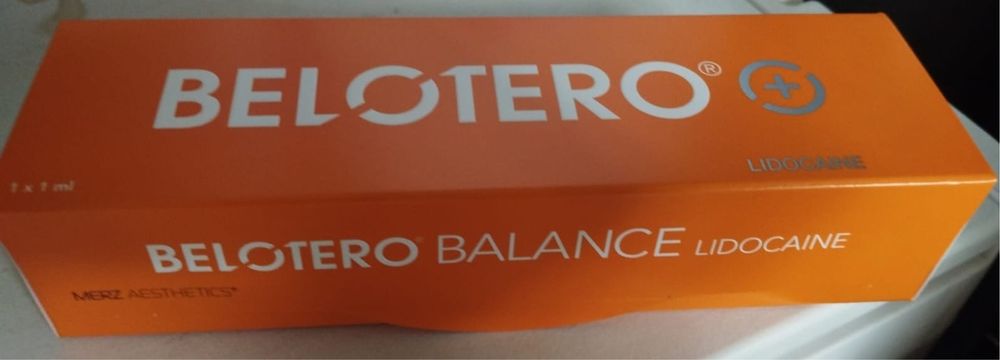 BELOTERO® +
LIDOCAINE
1 x 1 ml
BELOTERO® BALANCE LIDOCAINE
MERZ AESTHETICS®